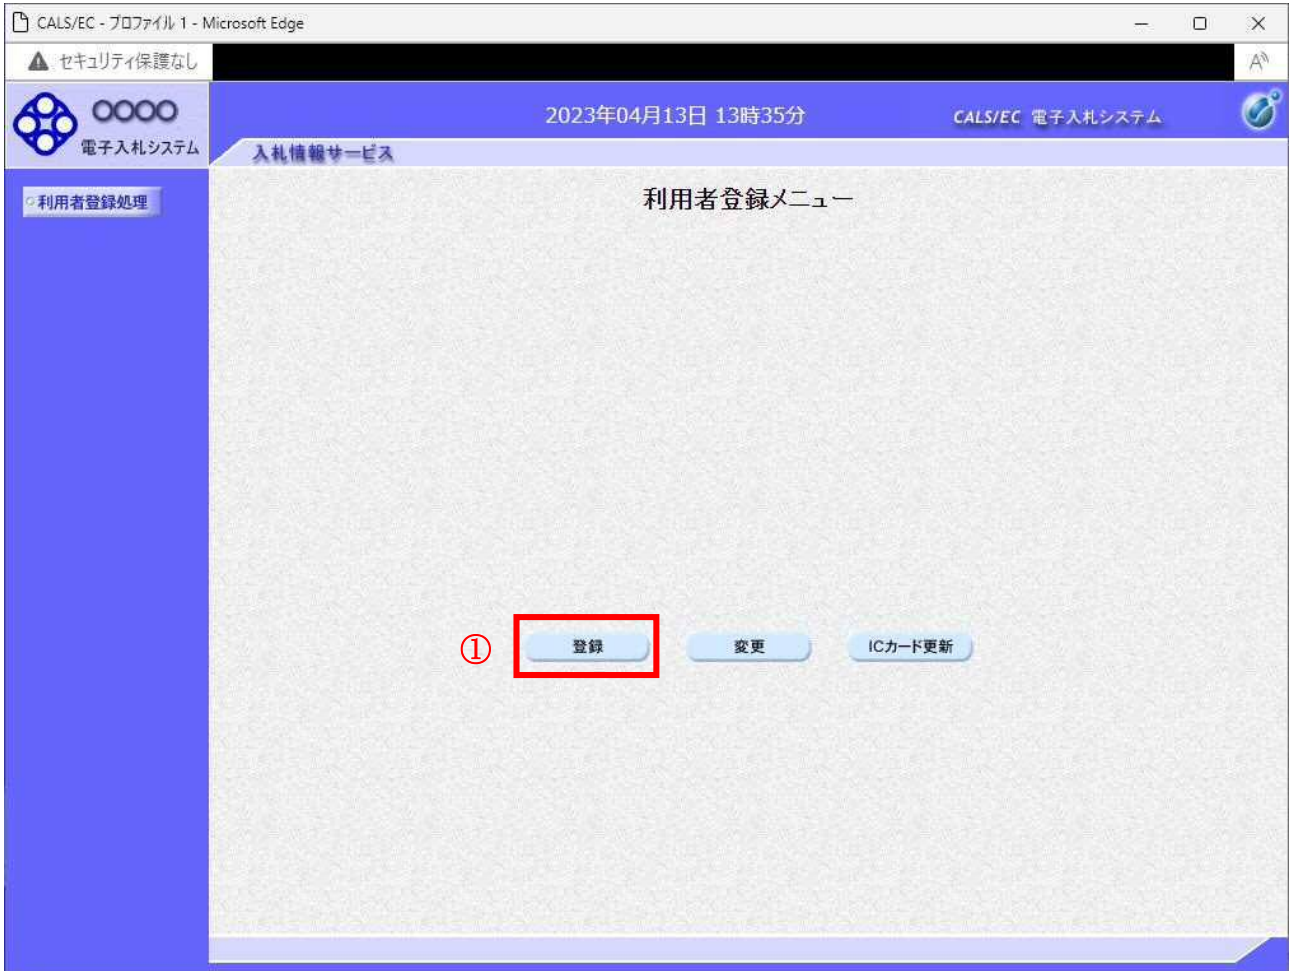 CALS/EC - プロファイル 1 - Microsoft Edge
セキュリティ保護なし
OOOO
電子入札システム
2023年04月13日 13時35分
CALS/EC 電子入札システム
入札情報サービス
利用者登録処理
利用者登録メニュー
① 登録 変更 ICカード更新